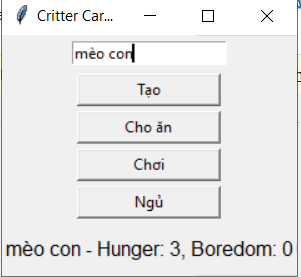 Critter Car...
mèo con
Tạo
Cho ăn
Chơi
Ngủ
mèo con - Hunger: 3, Boredom: 0